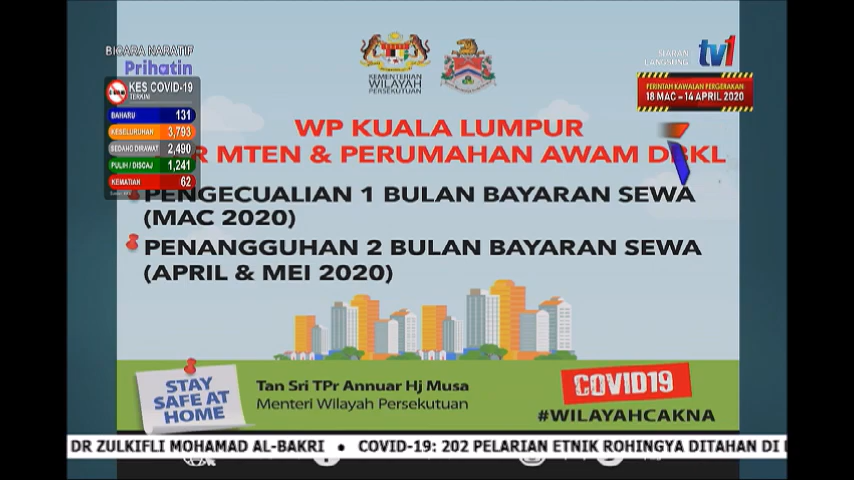 BICARA NARATIF
Prihatin
KES COVID-19
TERKINI
BAHARU 131
KESELURUHAN 3,793
SEDANG DIRAWAT 2,490
PULIH / DISCAJ 1,241
KEMATIAN 62
KEMENTERIAN
WILAYAH
PERSEKUTUAN
SIARAN
LANGSUNG
tv1
PERINTAH KAWALAN PERGERAKAN
18 MAC – 14 APRIL 2020
WP KUALA LUMPUR
R MTEN & PERUMAHAN AWAM DBKL
PENGECUALIAN 1 BULAN BAYARAN SEWA
(MAC 2020)
PENANGGUHAN 2 BULAN BAYARAN SEWA
(APRIL & MEI 2020)
STAY
SAFE AT
HOME
Tan Sri TPr Annuar Hj Musa
Menteri Wilayah Persekutuan
COVID19
#WILAYAHCAKNA
DR ZULKIFLI MOHAMAD AL-BAKRI • COVID-19: 202 PELARIAN ETNIK ROHINGYA DITAHAN DI